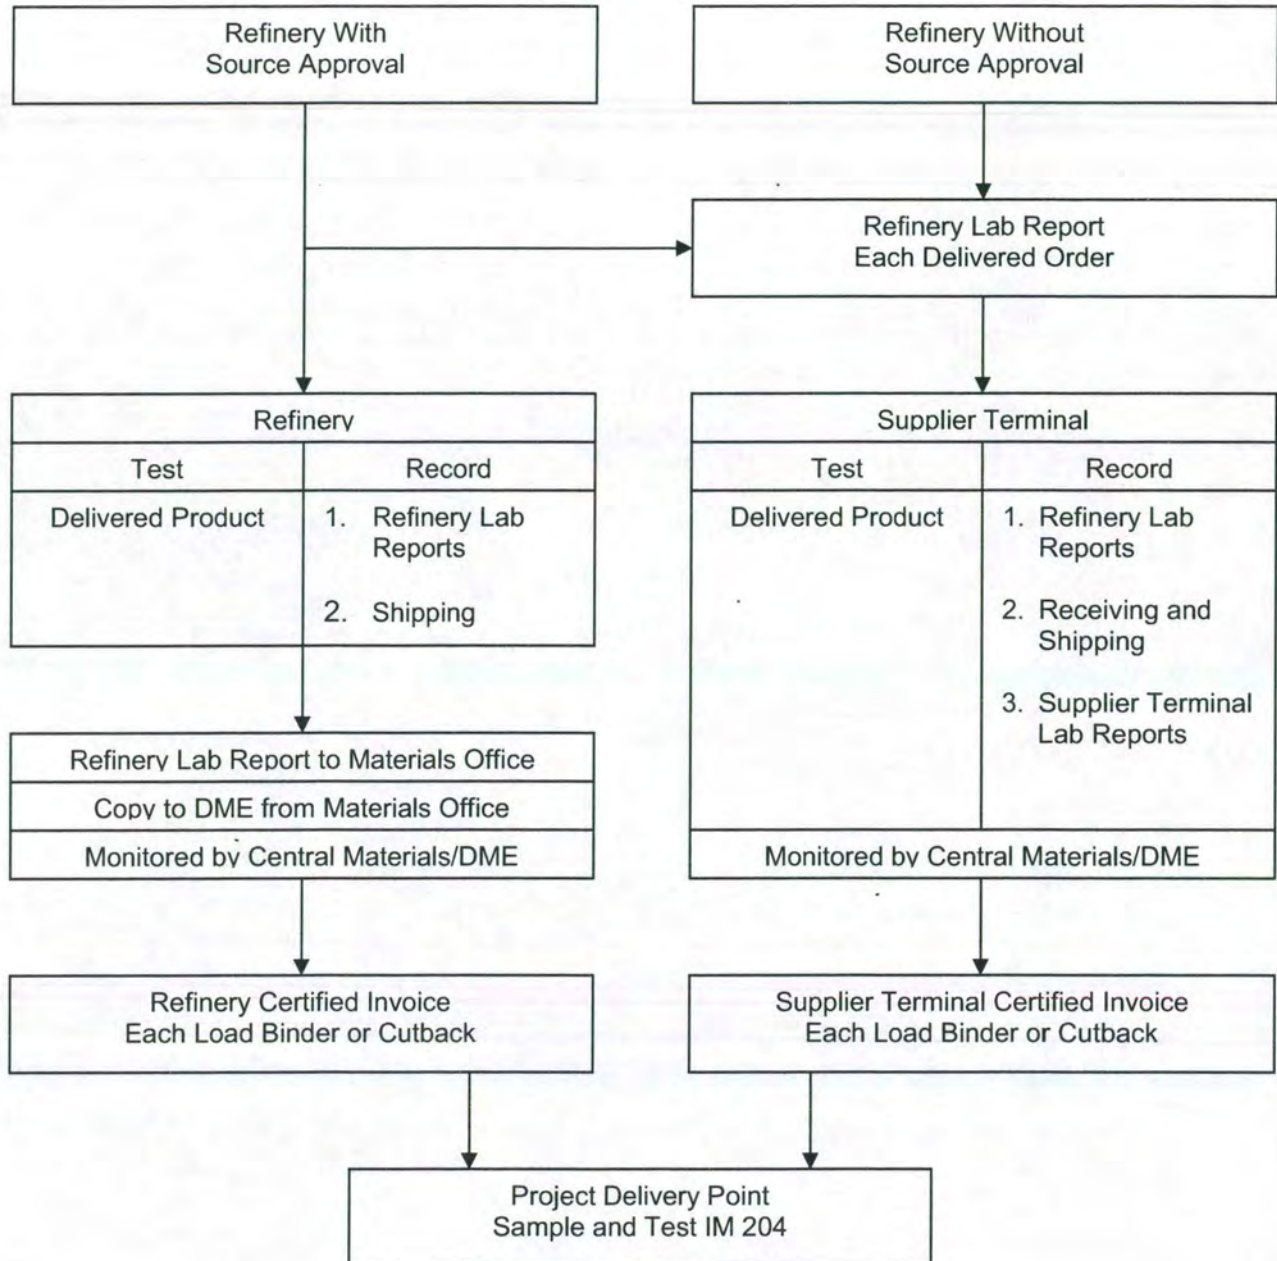 Refinery With
Source Approval
Refinery Without
Source Approval
Refinery Lab Report
Each Delivered Order
Refinery
Test
Record
Delivered Product
1. Refinery Lab
Reports
2. Shipping
Supplier Terminal
Test
Record
Delivered Product
1. Refinery Lab
Reports
2. Receiving and
Shipping
3. Supplier Terminal
Lab Reports
Refinery Lab Report to Materials Office
Copy to DME from Materials Office
Monitored by Central Materials/DME
Monitored by Central Materials/DME
Refinery Certified Invoice
Each Load Binder or Cutback
Supplier Terminal Certified Invoice
Each Load Binder or Cutback
Project Delivery Point
Sample and Test IM 204